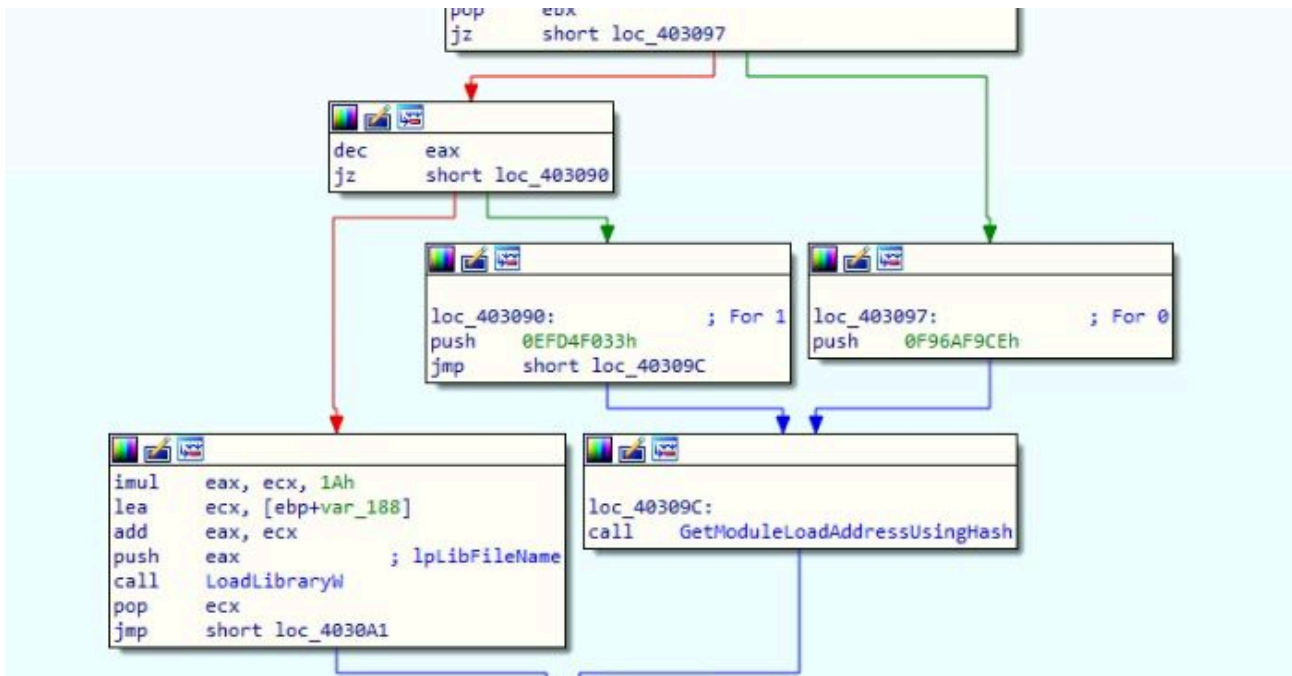 pop ebx
jz short loc_403097
dec eax
jz short loc_403090
loc_403090: ; For 1
push 0EFD4F033h
jmp short loc_40309C
loc_403097: ; For 0
push 0F96AF9CEh
imul eax, ecx, 1Ah
lea ecx, [ebp+var_188]
add eax, ecx
push eax ; lpLibFileName
call LoadLibraryW
pop ecx
jmp short loc_4030A1
loc_40309C:
call GetModuleLoadAddressUsingHash